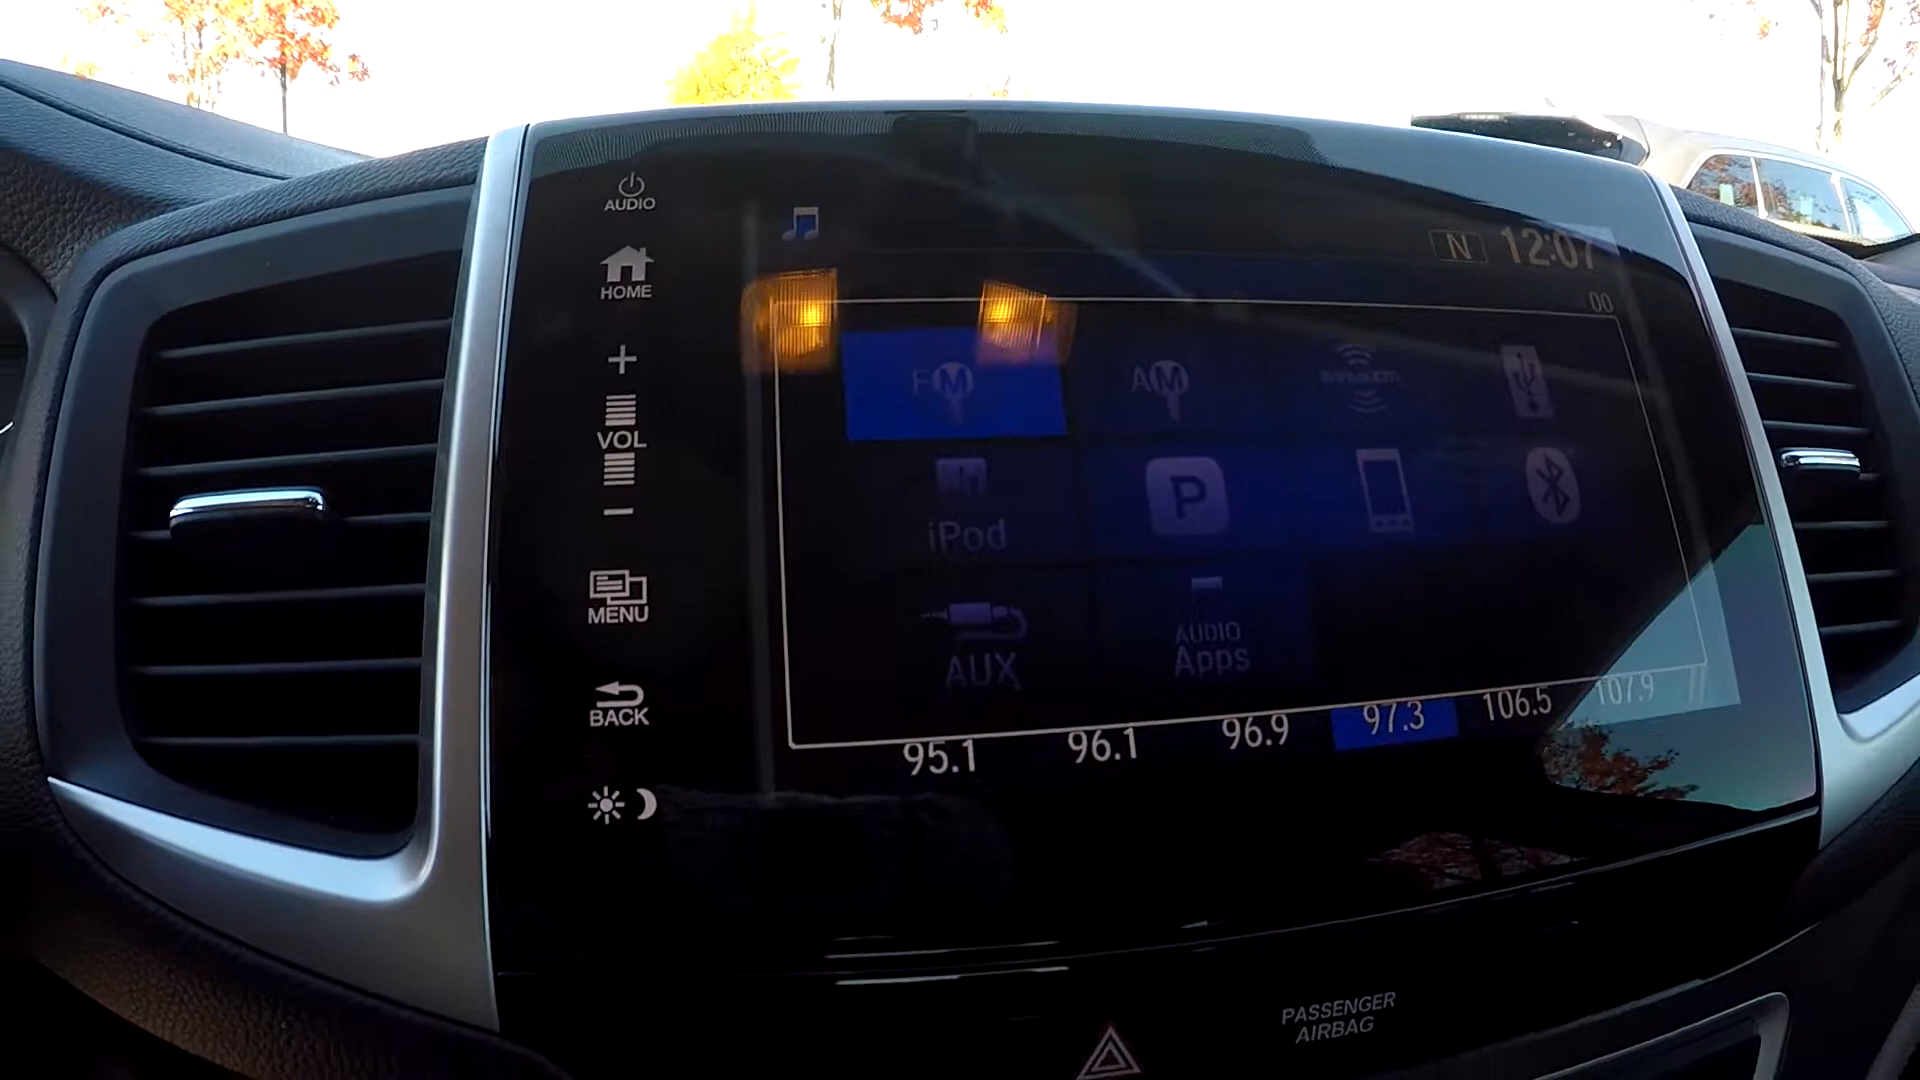 AUDIO
HOME
VOL
MENU
BACK
N 12:07
00
FM AM siriusxm
iPod P
AUX AUDIO Apps
95.1 96.1 96.9 97.3 106.5 107.9
PASSENGER
AIRBAG